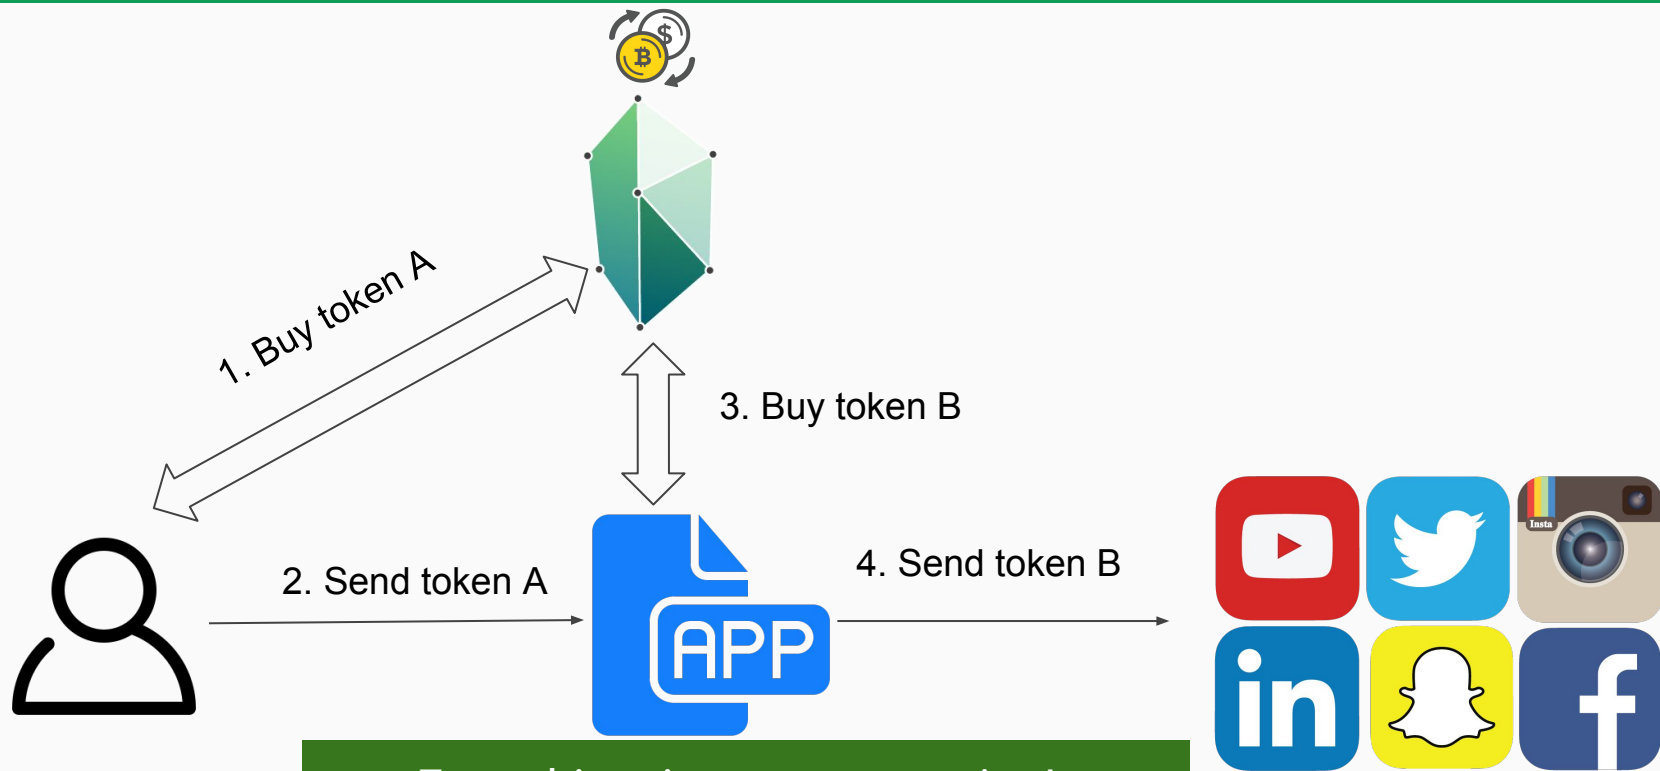 1. Buy token A
3. Buy token B
2. Send token A
4. Send token B
APP
Insta
in
f